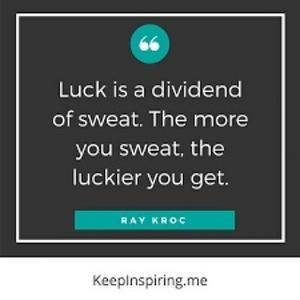 Luck is a dividend
of sweat. The more
you sweat, the
luckier you get.
RAY KROC
KeepInspiring.me